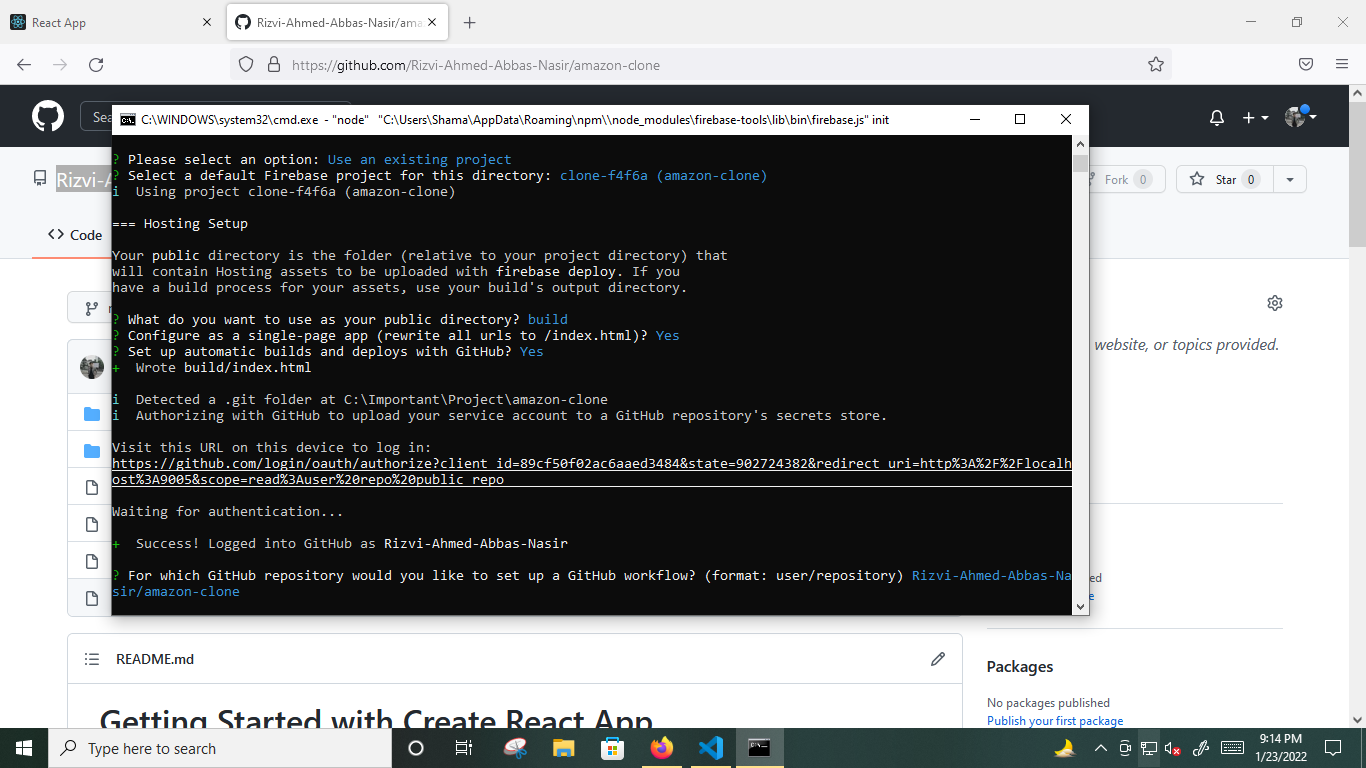 React App
Rizvi-Ahmed-Abbas-Nasir/ama
https://github.com/Rizvi-Ahmed-Abbas-Nasir/amazon-clone
Sea
C:\WINDOWS\system32\cmd.exe - "node" "C:\Users\Shama\AppData\Roaming\npm\\node_modules\firebase-tools\lib\bin\firebase.js" init
Rizvi-A
Fork 0
Star 0
<> Code
? Please select an option: Use an existing project
? Select a default Firebase project for this directory: clone-f4f6a (amazon-clone)
i Using project clone-f4f6a (amazon-clone)
=== Hosting Setup
Your public directory is the folder (relative to your project directory) that
will contain Hosting assets to be uploaded with firebase deploy. If you
have a build process for your assets, use your build's output directory.
? What do you want to use as your public directory? build
? Configure as a single-page app (rewrite all urls to /index.html)? Yes
? Set up automatic builds and deploys with GitHub? Yes
+ Wrote build/index.html
i Detected a .git folder at C:\Important\Project\amazon-clone
i Authorizing with GitHub to upload your service account to a GitHub repository's secrets store.
Visit this URL on this device to log in:
https://github.com/login/oauth/authorize?client_id=89cf50f02ac6aaed3484&state=902724382&redirect_uri=http%3A%2F%2Flocalh
ost%3A9005&scope=read%3Auser%20repo%20public_repo
Waiting for authentication...
+ Success! Logged into GitHub as Rizvi-Ahmed-Abbas-Nasir
? For which GitHub repository would you like to set up a GitHub workflow? (format: user/repository) Rizvi-Ahmed-Abbas-Na
sir/amazon-clone
website, or topics provided.
README.md
Getting Started with Create React App
Packages
No packages published
Publish your first package
Type here to search
9:14 PM
1/23/2022